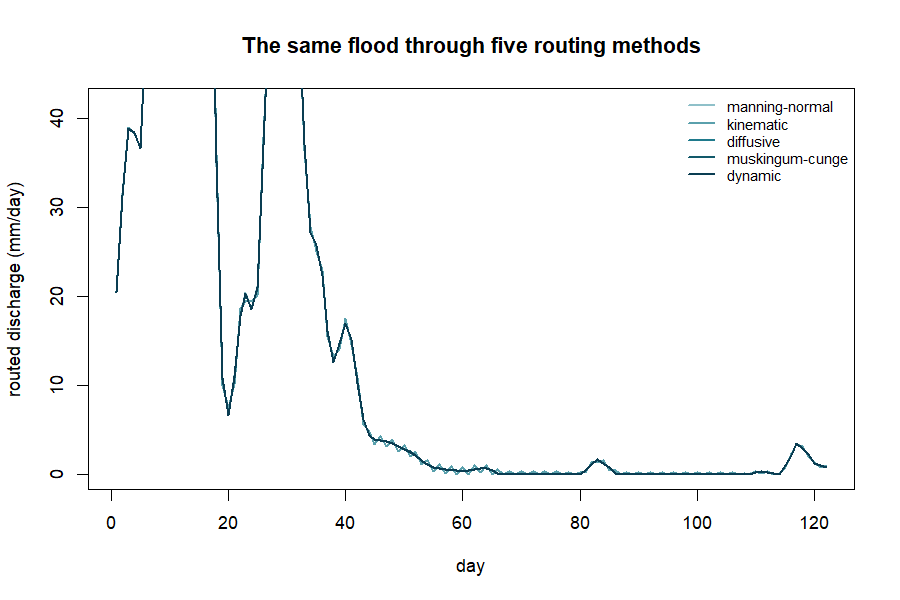 The same flood through five routing methods
manning-normal
kinematic
diffusive
muskingum-cunge
dynamic
routed discharge (mm/day)
40
30
20
10
0
0 20 40 60 80 100 120
day